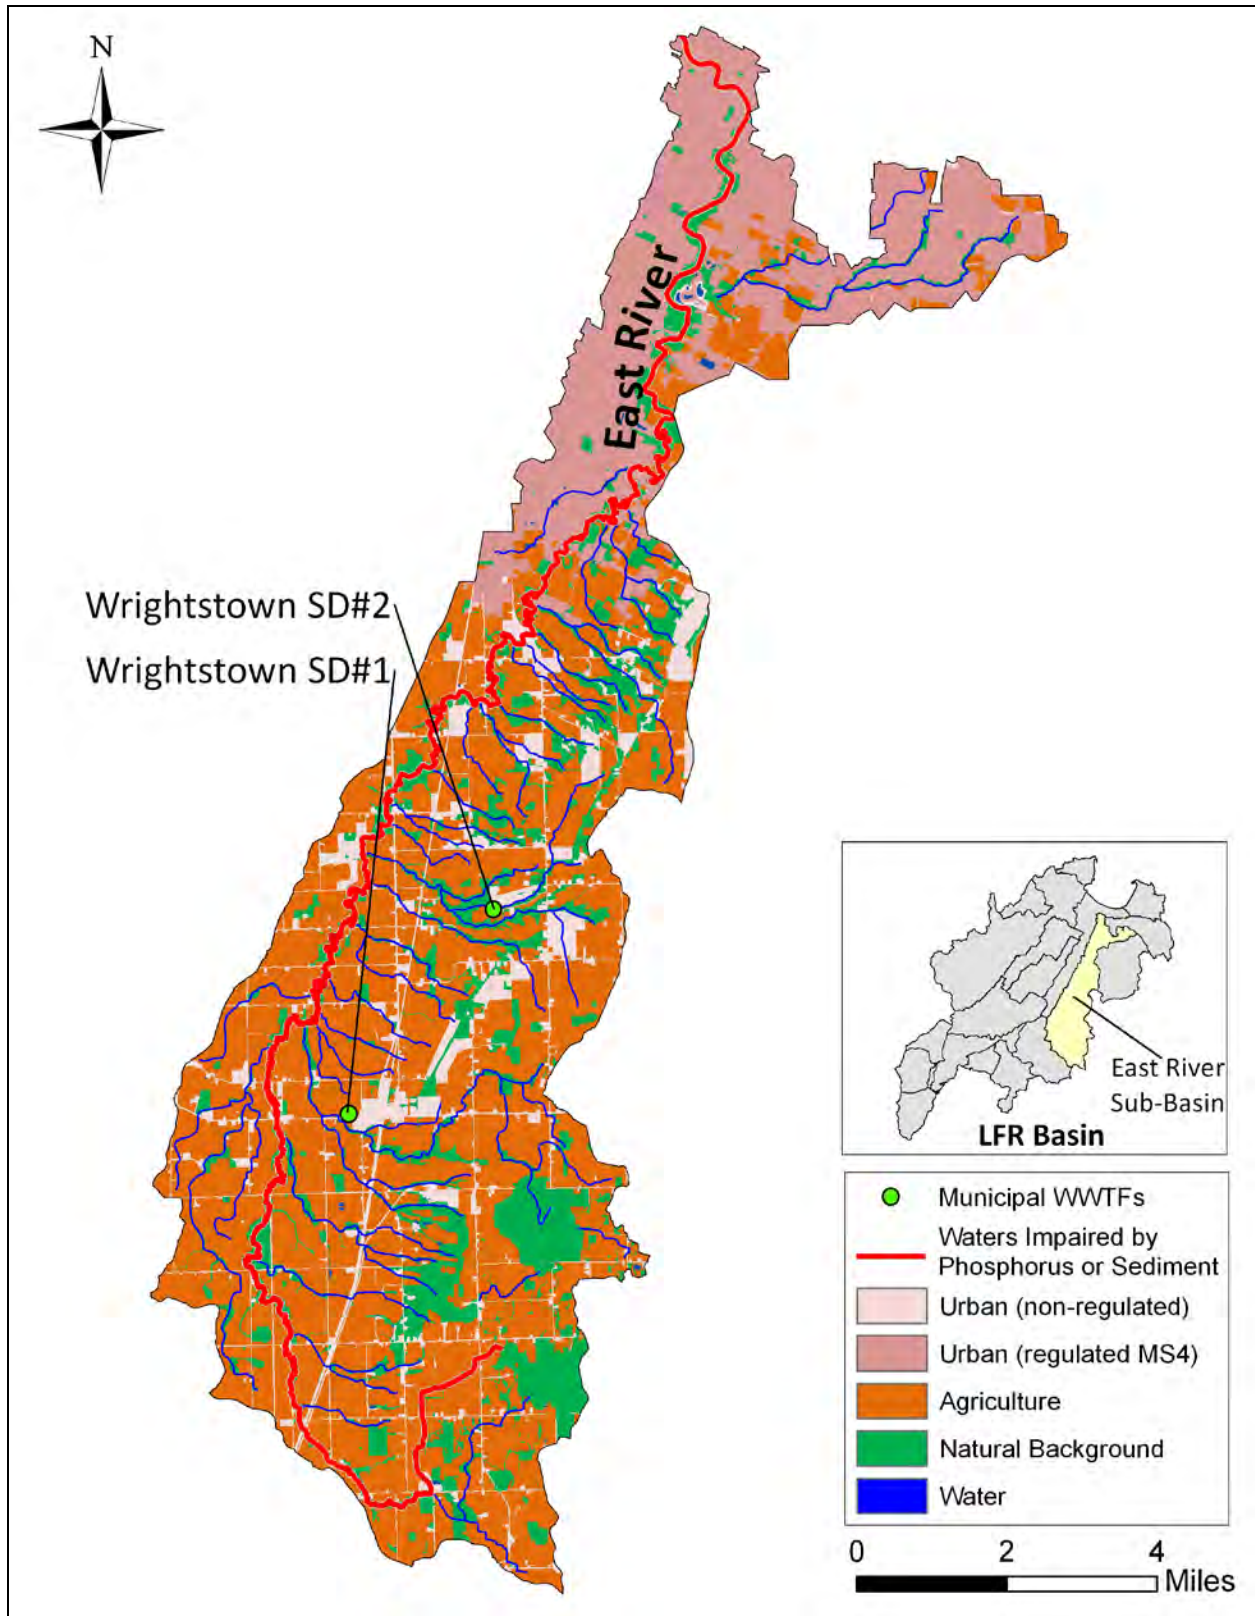 N
East River
Wrightstown SD#2
Wrightstown SD#1
East River
Sub-Basin
LFR Basin
Municipal WWTFs
Waters Impaired by
Phosphorus or Sediment
Urban (non-regulated)
Urban (regulated MS4)
Agriculture
Natural Background
Water
0 2 4
Miles